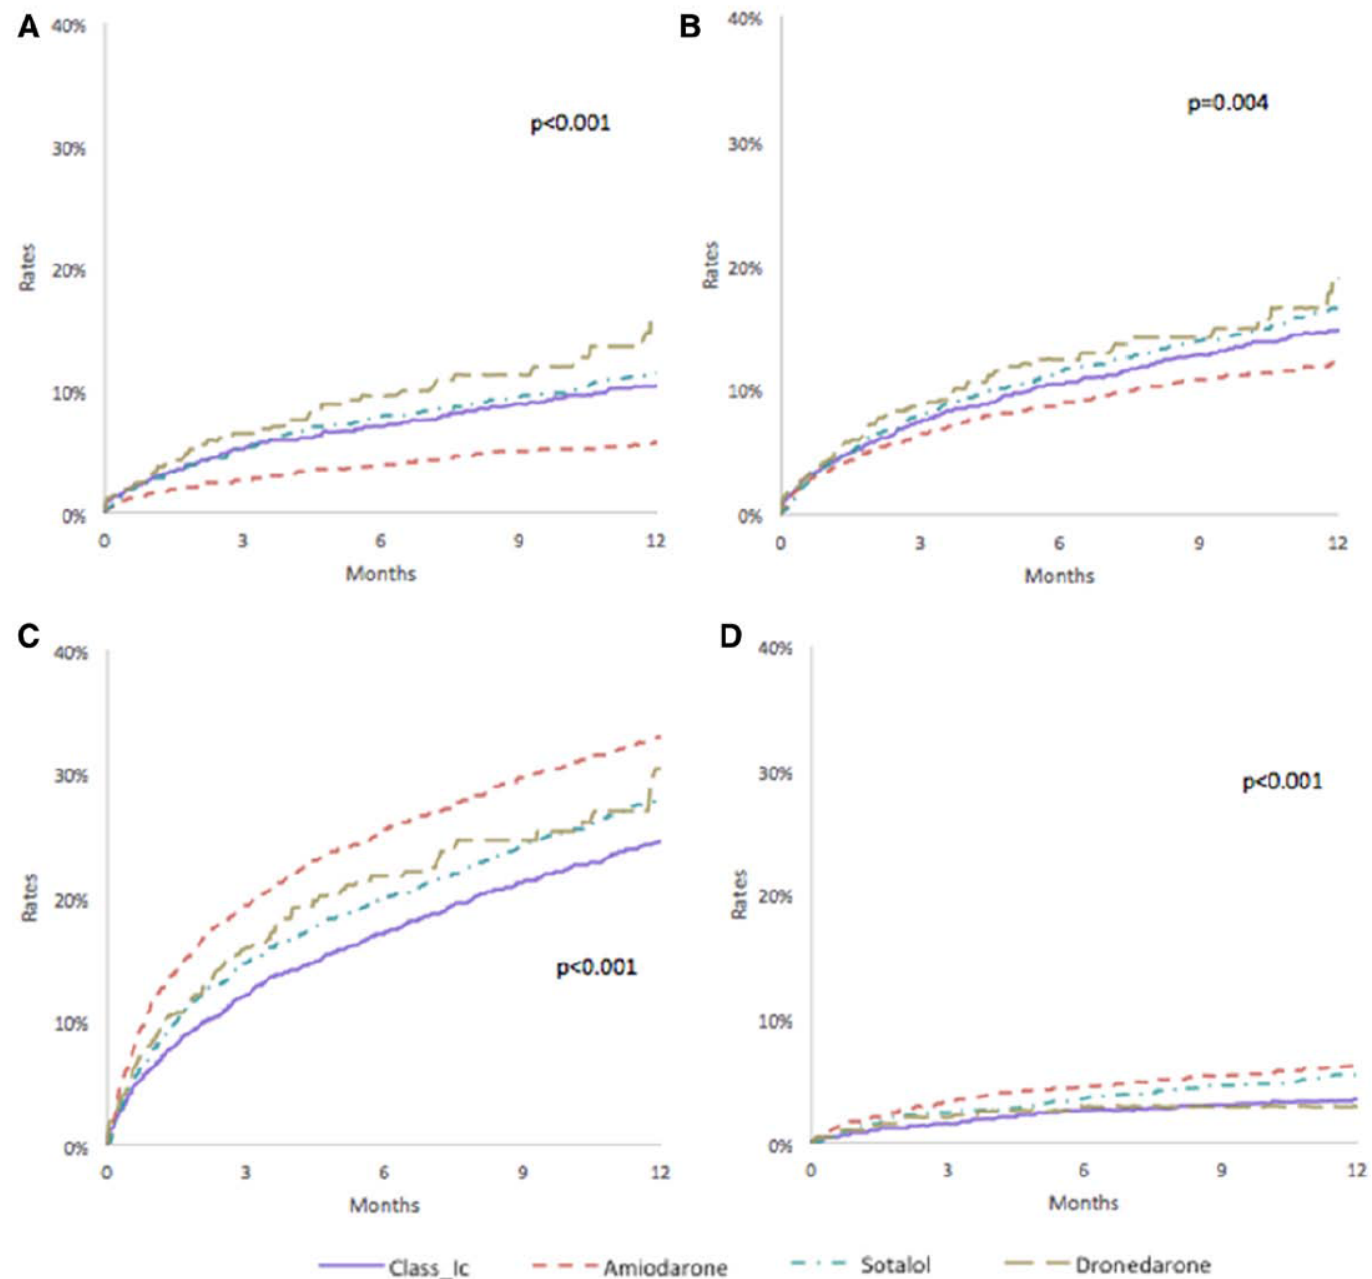 A
40%
30%
20%
10%
0%
Rates
p<0.001
0 3 6 9 12
Months
B
40%
30%
20%
10%
0%
Rates
p=0.004
0 3 6 9 12
Months
C
40%
30%
20%
10%
0%
Rates
p<0.001
0 3 6 9 12
Months
D
40%
30%
20%
10%
0%
Rates
p<0.001
0 3 6 9 12
Months
Class_Ic Amiodarone Sotalol Dronedarone